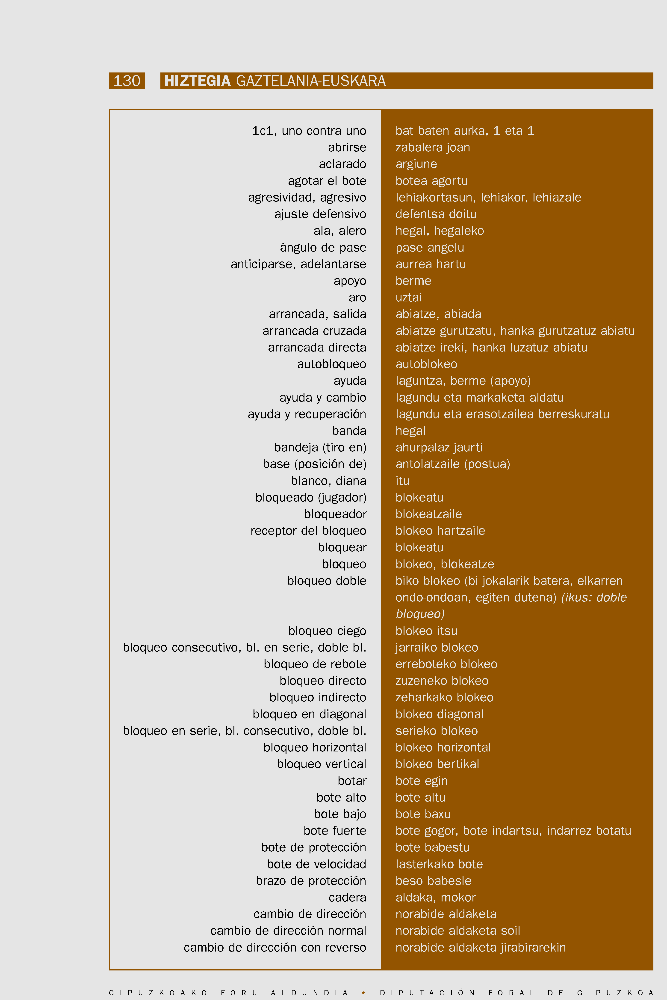 130 HIZTEGIA GAZTELANIA-EUSKARA
1c1, uno contra uno bat baten aurka, 1 eta 1
abrirse zabalera joan
aclarado argiune
agotar el bote botea agortu
agresividad, agresivo lehiakortasun, lehiakor, lehiazale
ajuste defensivo defentsa doitu
ala, alero hegal, hegaleko
ángulo de pase pase angelu
anticiparse, adelantarse aurrea hartu
apoyo berme
aro uztai
arrancada, salida abiatze, abiada
arrancada cruzada abiatze gurutzatu, hanka gurutzatuz abiatu
arrancada directa abiatze ireki, hanka luzatuz abiatu
autobloqueo autoblokeo
ayuda laguntza, berme (apoyo)
ayuda y cambio lagundu eta markaketa aldatu
ayuda y recuperación lagundu eta erasotzailea berreskuratu
banda hegal
bandeja (tiro en) ahurpalaz jaurti
base (posición de) antolatzaile (postua)
blanco, diana itu
bloqueado (jugador) blokeatu
bloqueador blokeatzaile
receptor del bloqueo blokeo hartzaile
bloquear blokeatu
bloqueo blokeo, blokeatze
bloqueo doble biko blokeo (bi jokalarik batera, elkarren
ondo-ondoan, egiten dutena) (ikus: doble
bloqueo)
bloqueo ciego blokeo itsu
bloqueo consecutivo, bl. en serie, doble bl. jarraiko blokeo
bloqueo de rebote erreboteko blokeo
bloqueo directo zuzeneko blokeo
bloqueo indirecto zeharkako blokeo
bloqueo en diagonal blokeo diagonal
bloqueo en serie, bl. consecutivo, doble bl. serieko blokeo
bloqueo horizontal blokeo horizontal
bloqueo vertical blokeo bertikal
botar bote egin
bote alto bote altu
bote bajo bote baxu
bote fuerte bote gogor, bote indartsu, indarrez botatu
bote de protección bote babestu
bote de velocidad lasterkako bote
brazo de protección beso babesle
cadera aldaka, mokor
cambio de dirección norabide aldaketa
cambio de dirección normal norabide aldaketa soil
cambio de dirección con reverso norabide aldaketa jirabirarekin
GIPUZKOAKO FORU ALDUNDIA • DIPUTACIÓN FORAL DE GIPUZKOA